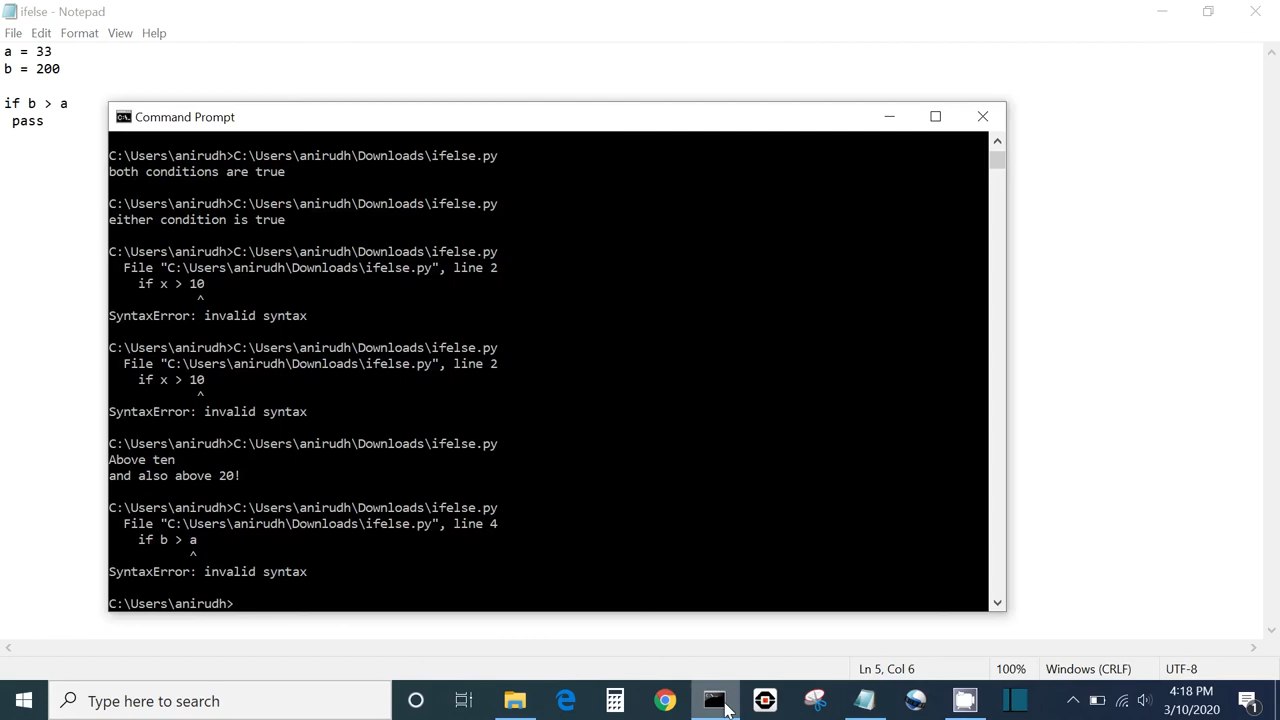 ifelse - Notepad
File Edit Format View Help
a = 33
b = 200
if b > a
pass
Command Prompt
C:\Users\anirudh>C:\Users\anirudh\Downloads\ifelse.py
both conditions are true
C:\Users\anirudh>C:\Users\anirudh\Downloads\ifelse.py
either condition is true
C:\Users\anirudh>C:\Users\anirudh\Downloads\ifelse.py
File "C:\Users\anirudh\Downloads\ifelse.py", line 2
if x > 10
^
SyntaxError: invalid syntax
C:\Users\anirudh>C:\Users\anirudh\Downloads\ifelse.py
File "C:\Users\anirudh\Downloads\ifelse.py", line 2
if x > 10
^
SyntaxError: invalid syntax
C:\Users\anirudh>C:\Users\anirudh\Downloads\ifelse.py
Above ten
and also above 20!
C:\Users\anirudh>C:\Users\anirudh\Downloads\ifelse.py
File "C:\Users\anirudh\Downloads\ifelse.py", line 4
if b > a
^
SyntaxError: invalid syntax
C:\Users\anirudh>
Ln 5, Col 6 100% Windows (CRLF) UTF-8
Type here to search
4:18 PM
3/10/2020
1